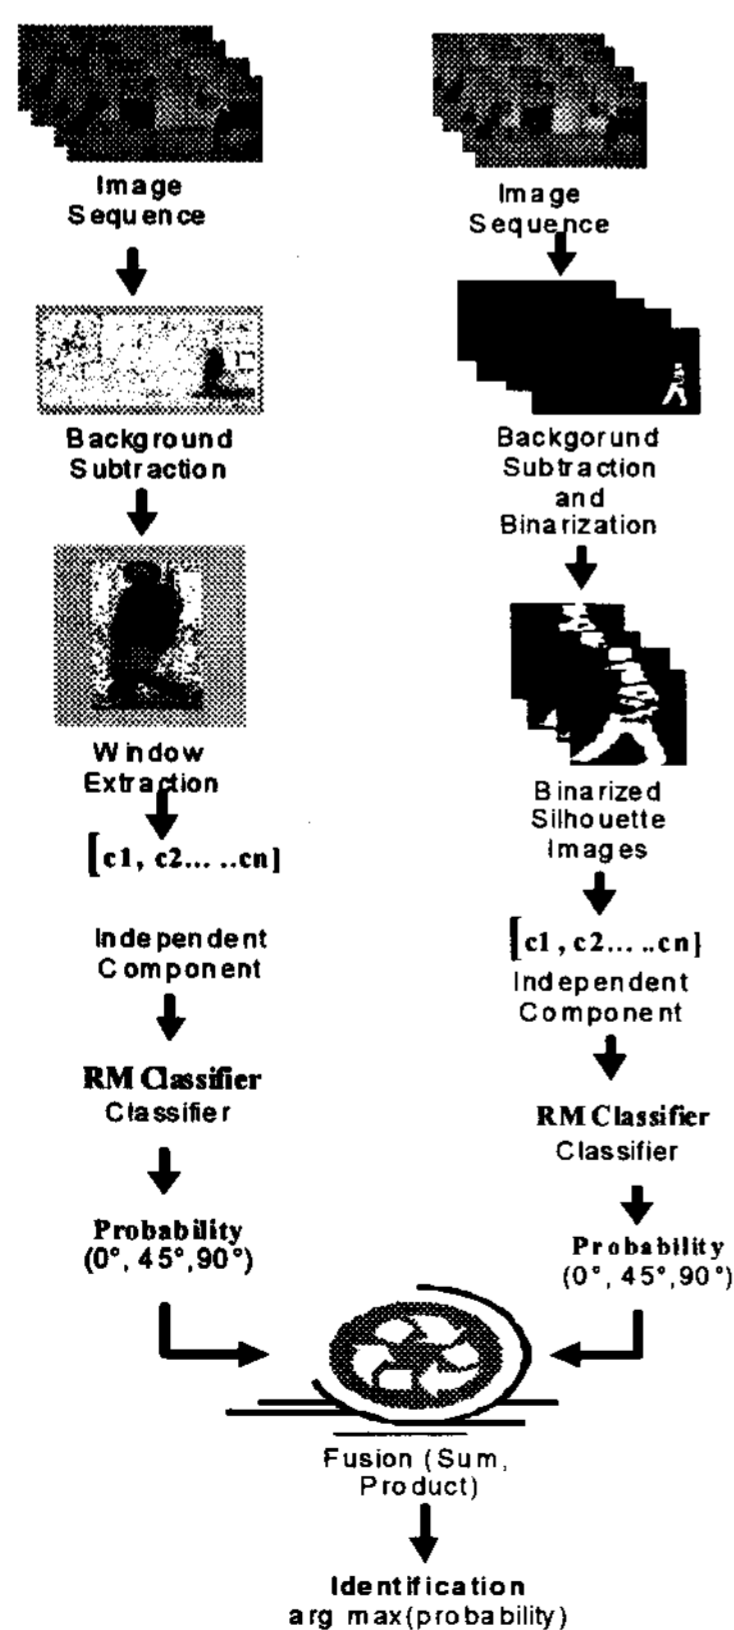 Image
Sequence
Background
Subtraction
Window
Extraction
[c1, c2... ..cn]
Independent
Component
RM Classifier
Classifier
Probability
(0°, 45°,90°)
Image
Sequence
Backgorund
Subtraction
and
Binarization
Binarized
Silhouette
Images
[c1, c2... ..cn]
Independent
Component
RM Classifier
Classifier
Probability
(0°, 45°,90°)
Fusion (Sum,
Product)
Identification
arg max(probability)